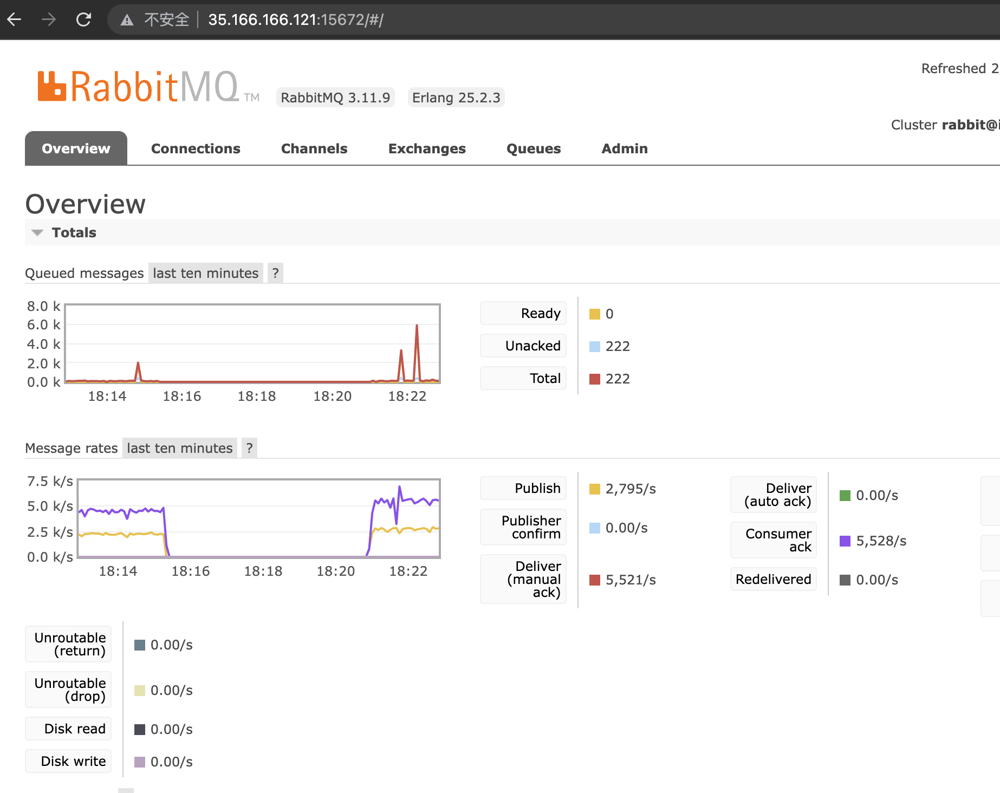 不安全 35.166.166.121:15672/#/
Refreshed 2
RabbitMQ TM RabbitMQ 3.11.9 Erlang 25.2.3
Cluster rabbit@i
Overview Connections Channels Exchanges Queues Admin
Overview
Totals
Queued messages last ten minutes ?
8.0 k
6.0 k
4.0 k
2.0 k
0.0 k
18:14 18:16 18:18 18:20 18:22
Ready 0
Unacked 222
Total 222
Message rates last ten minutes ?
7.5 k/s
5.0 k/s
2.5 k/s
0.0 k/s
18:14 18:16 18:18 18:20 18:22
Publish 2,795/s
Publisher
confirm 0.00/s
Deliver
(manual
ack) 5,521/s
Deliver
(auto ack) 0.00/s
Consumer
ack 5,528/s
Redelivered 0.00/s
Unroutable
(return) 0.00/s
Unroutable
(drop) 0.00/s
Disk read 0.00/s
Disk write 0.00/s